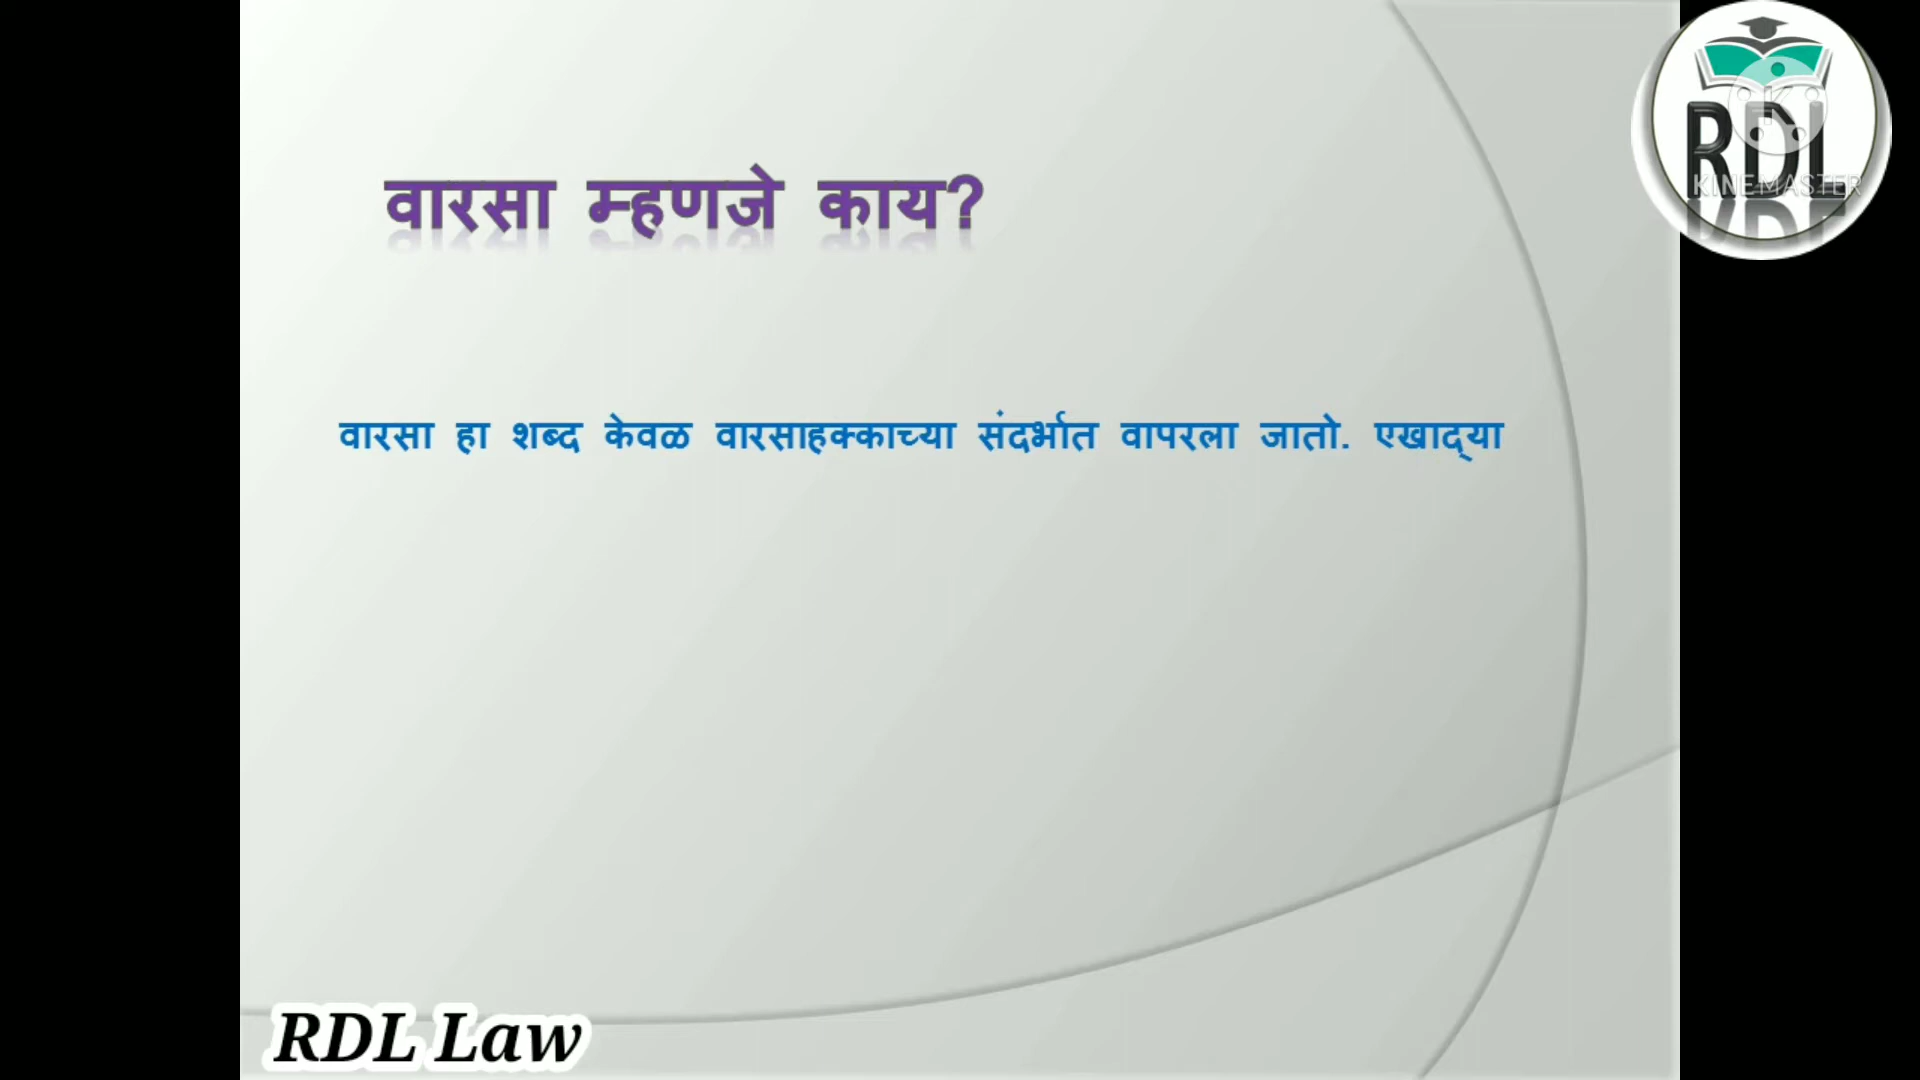 वारसा म्हणजे काय?
वारसा हा शब्द केवळ वारसाहक्काच्या संदर्भात वापरला जातो. एखाद्‌या
RDL
KINEMASTER
RDL Law